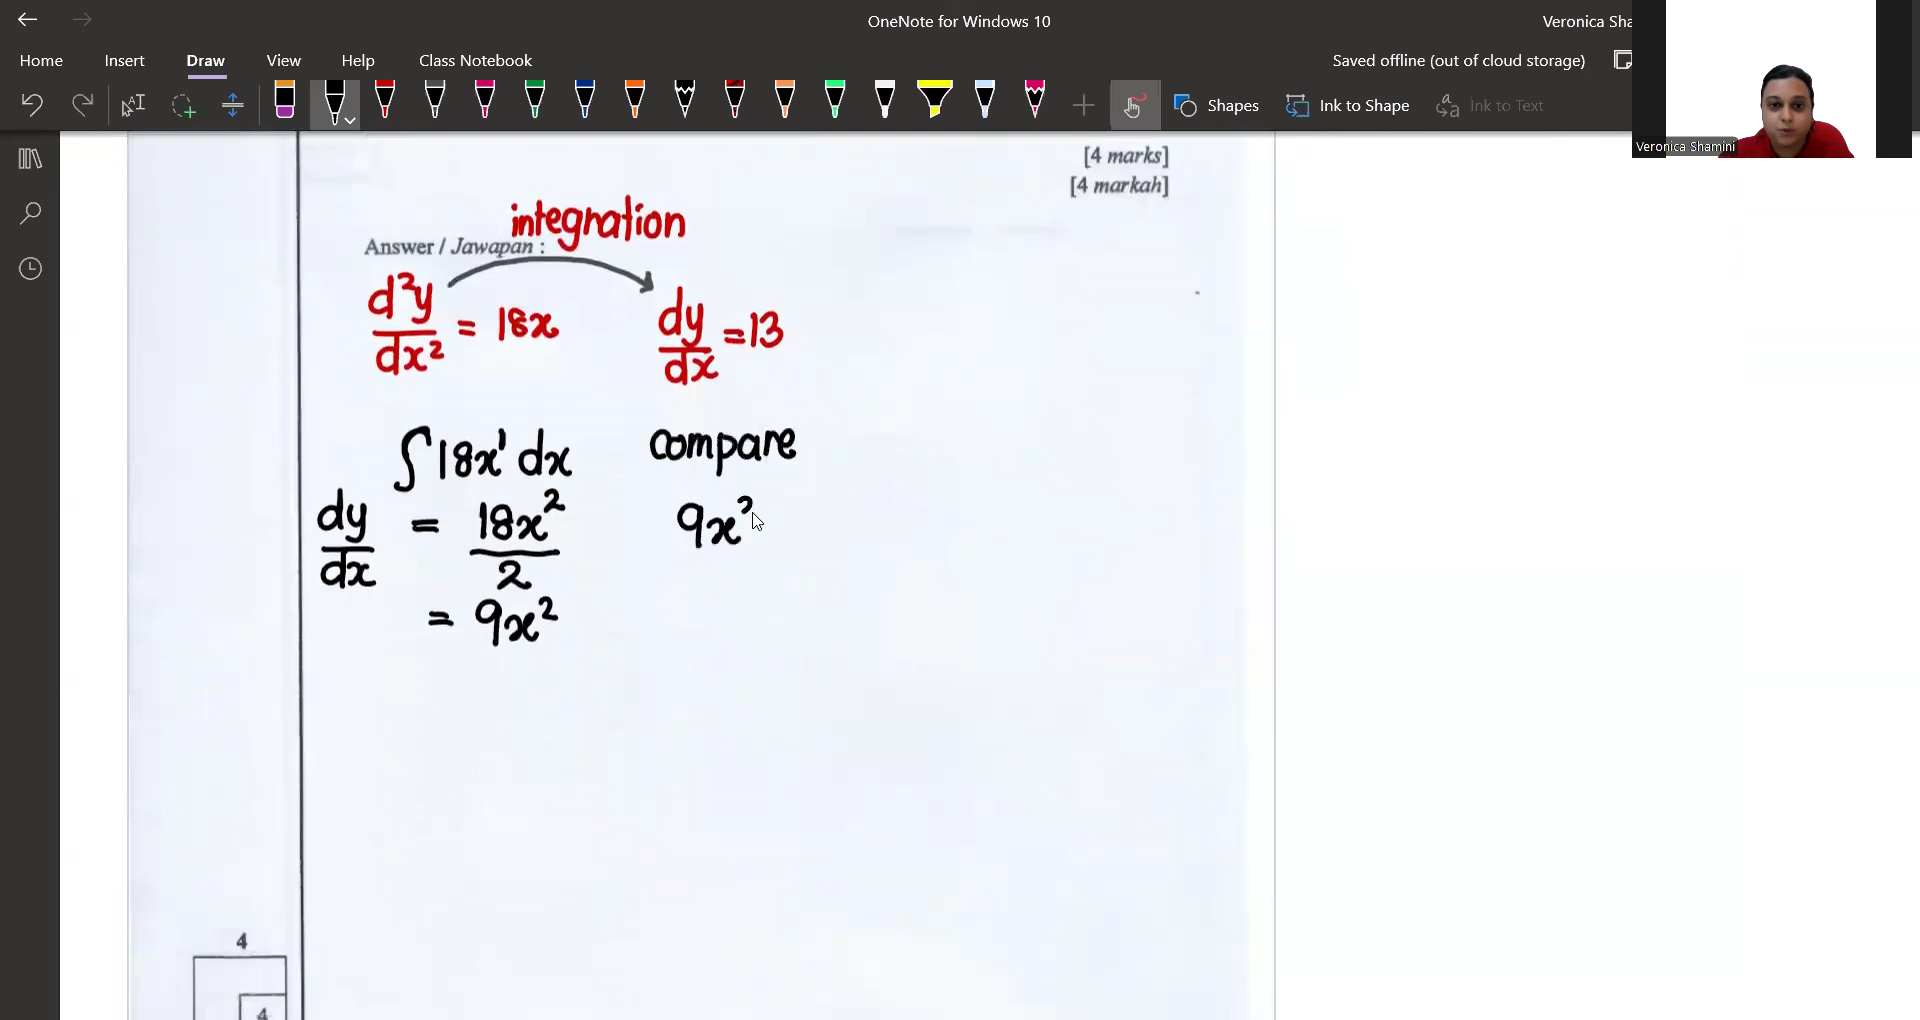 OneNote for Windows 10
Veronica Sha
Home Insert Draw View Help Class Notebook
Saved offline (out of cloud storage)
Shapes Ink to Shape Ink to Text
Veronica Shamini
[4 marks]
[4 markah]
integration
Answer / Jawapan :
d²y/dx² = 18x
dy/dx = 13
∫18x¹ dx
compare
dy/dx = 18x²/2
9x²
= 9x²
4
4